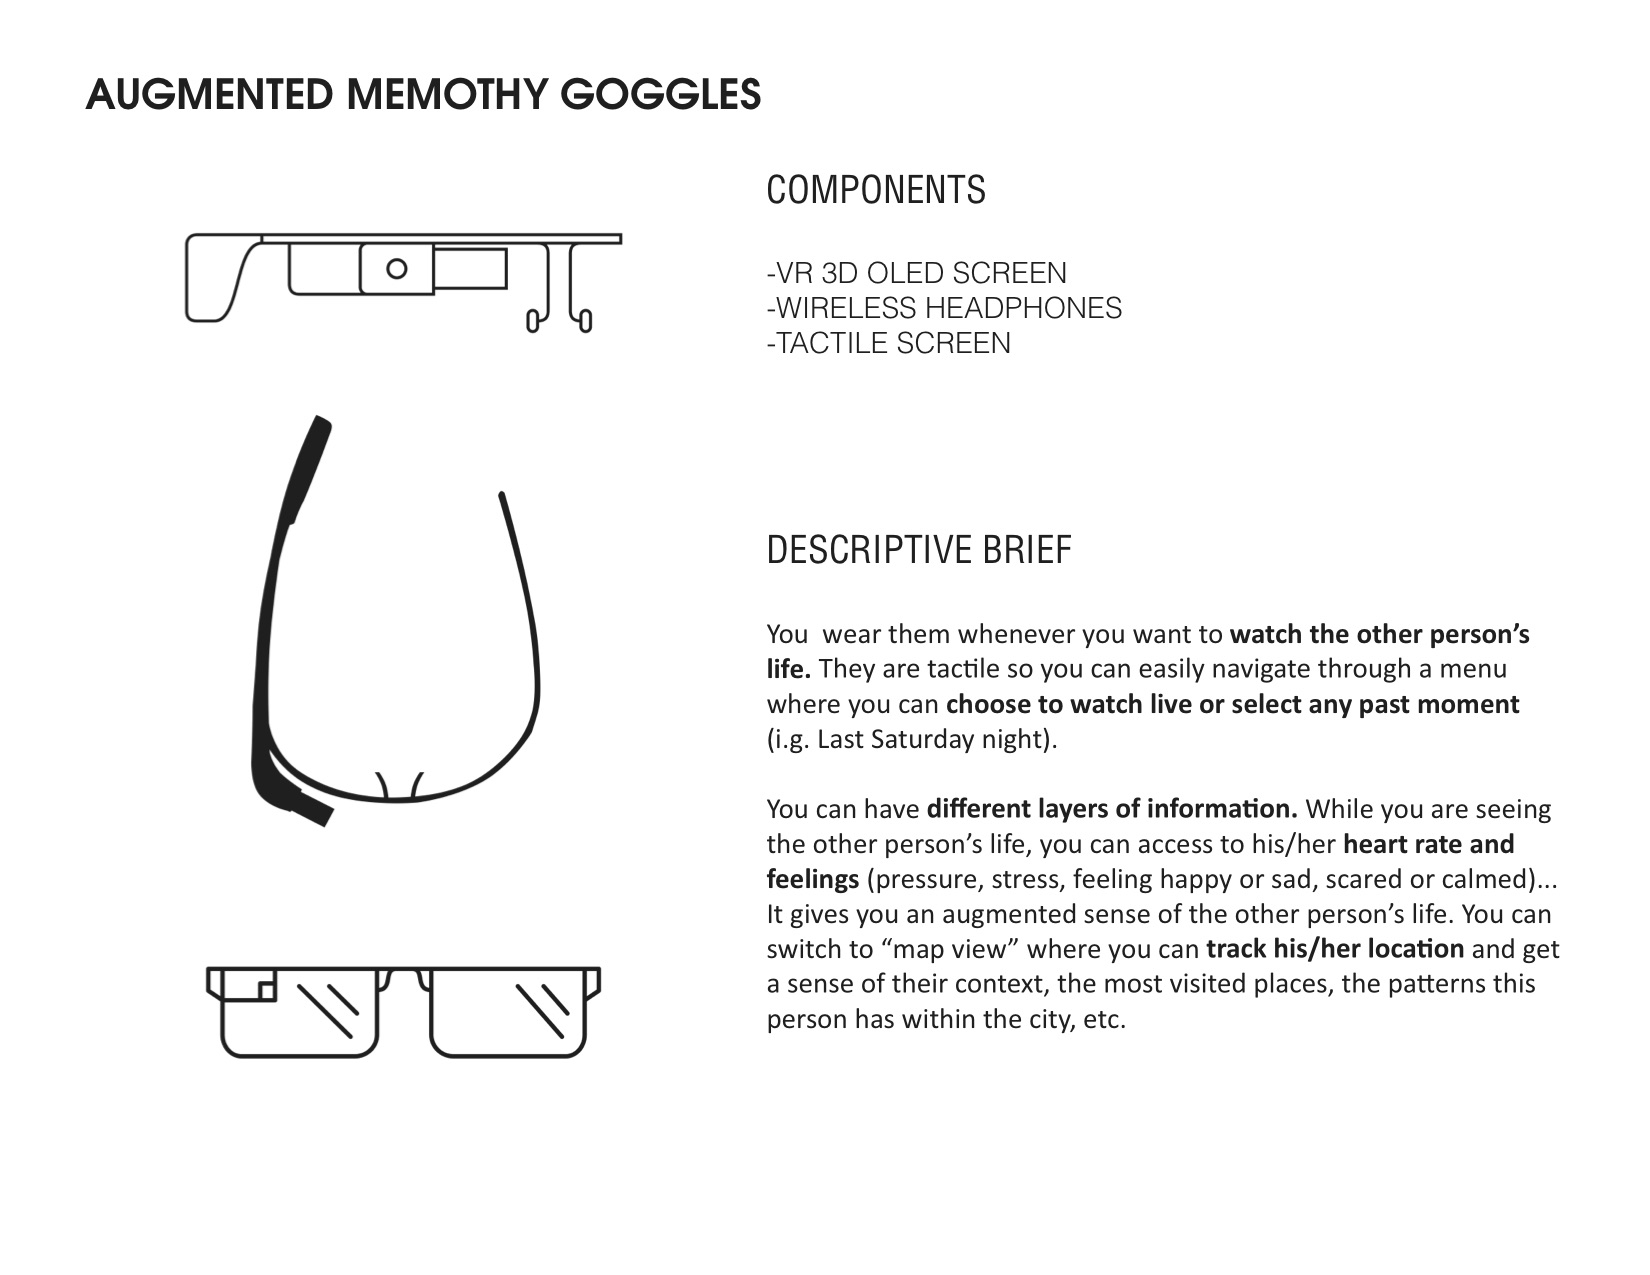 AUGMENTED MEMOTHY GOGGLES
COMPONENTS
-VR 3D OLED SCREEN
-WIRELESS HEADPHONES
-TACTILE SCREEN
DESCRIPTIVE BRIEF
You  wear them whenever you want to watch the other person’s
life. They are tactile so you can easily navigate through a menu
where you can choose to watch live or select any past moment
(i.g. Last Saturday night).
You can have different layers of information. While you are seeing
the other person’s life, you can access to his/her heart rate and
feelings (pressure, stress, feeling happy or sad, scared or calmed)...
It gives you an augmented sense of the other person’s life. You can
switch to “map view” where you can track his/her location and get
a sense of their context, the most visited places, the patterns this
person has within the city, etc.